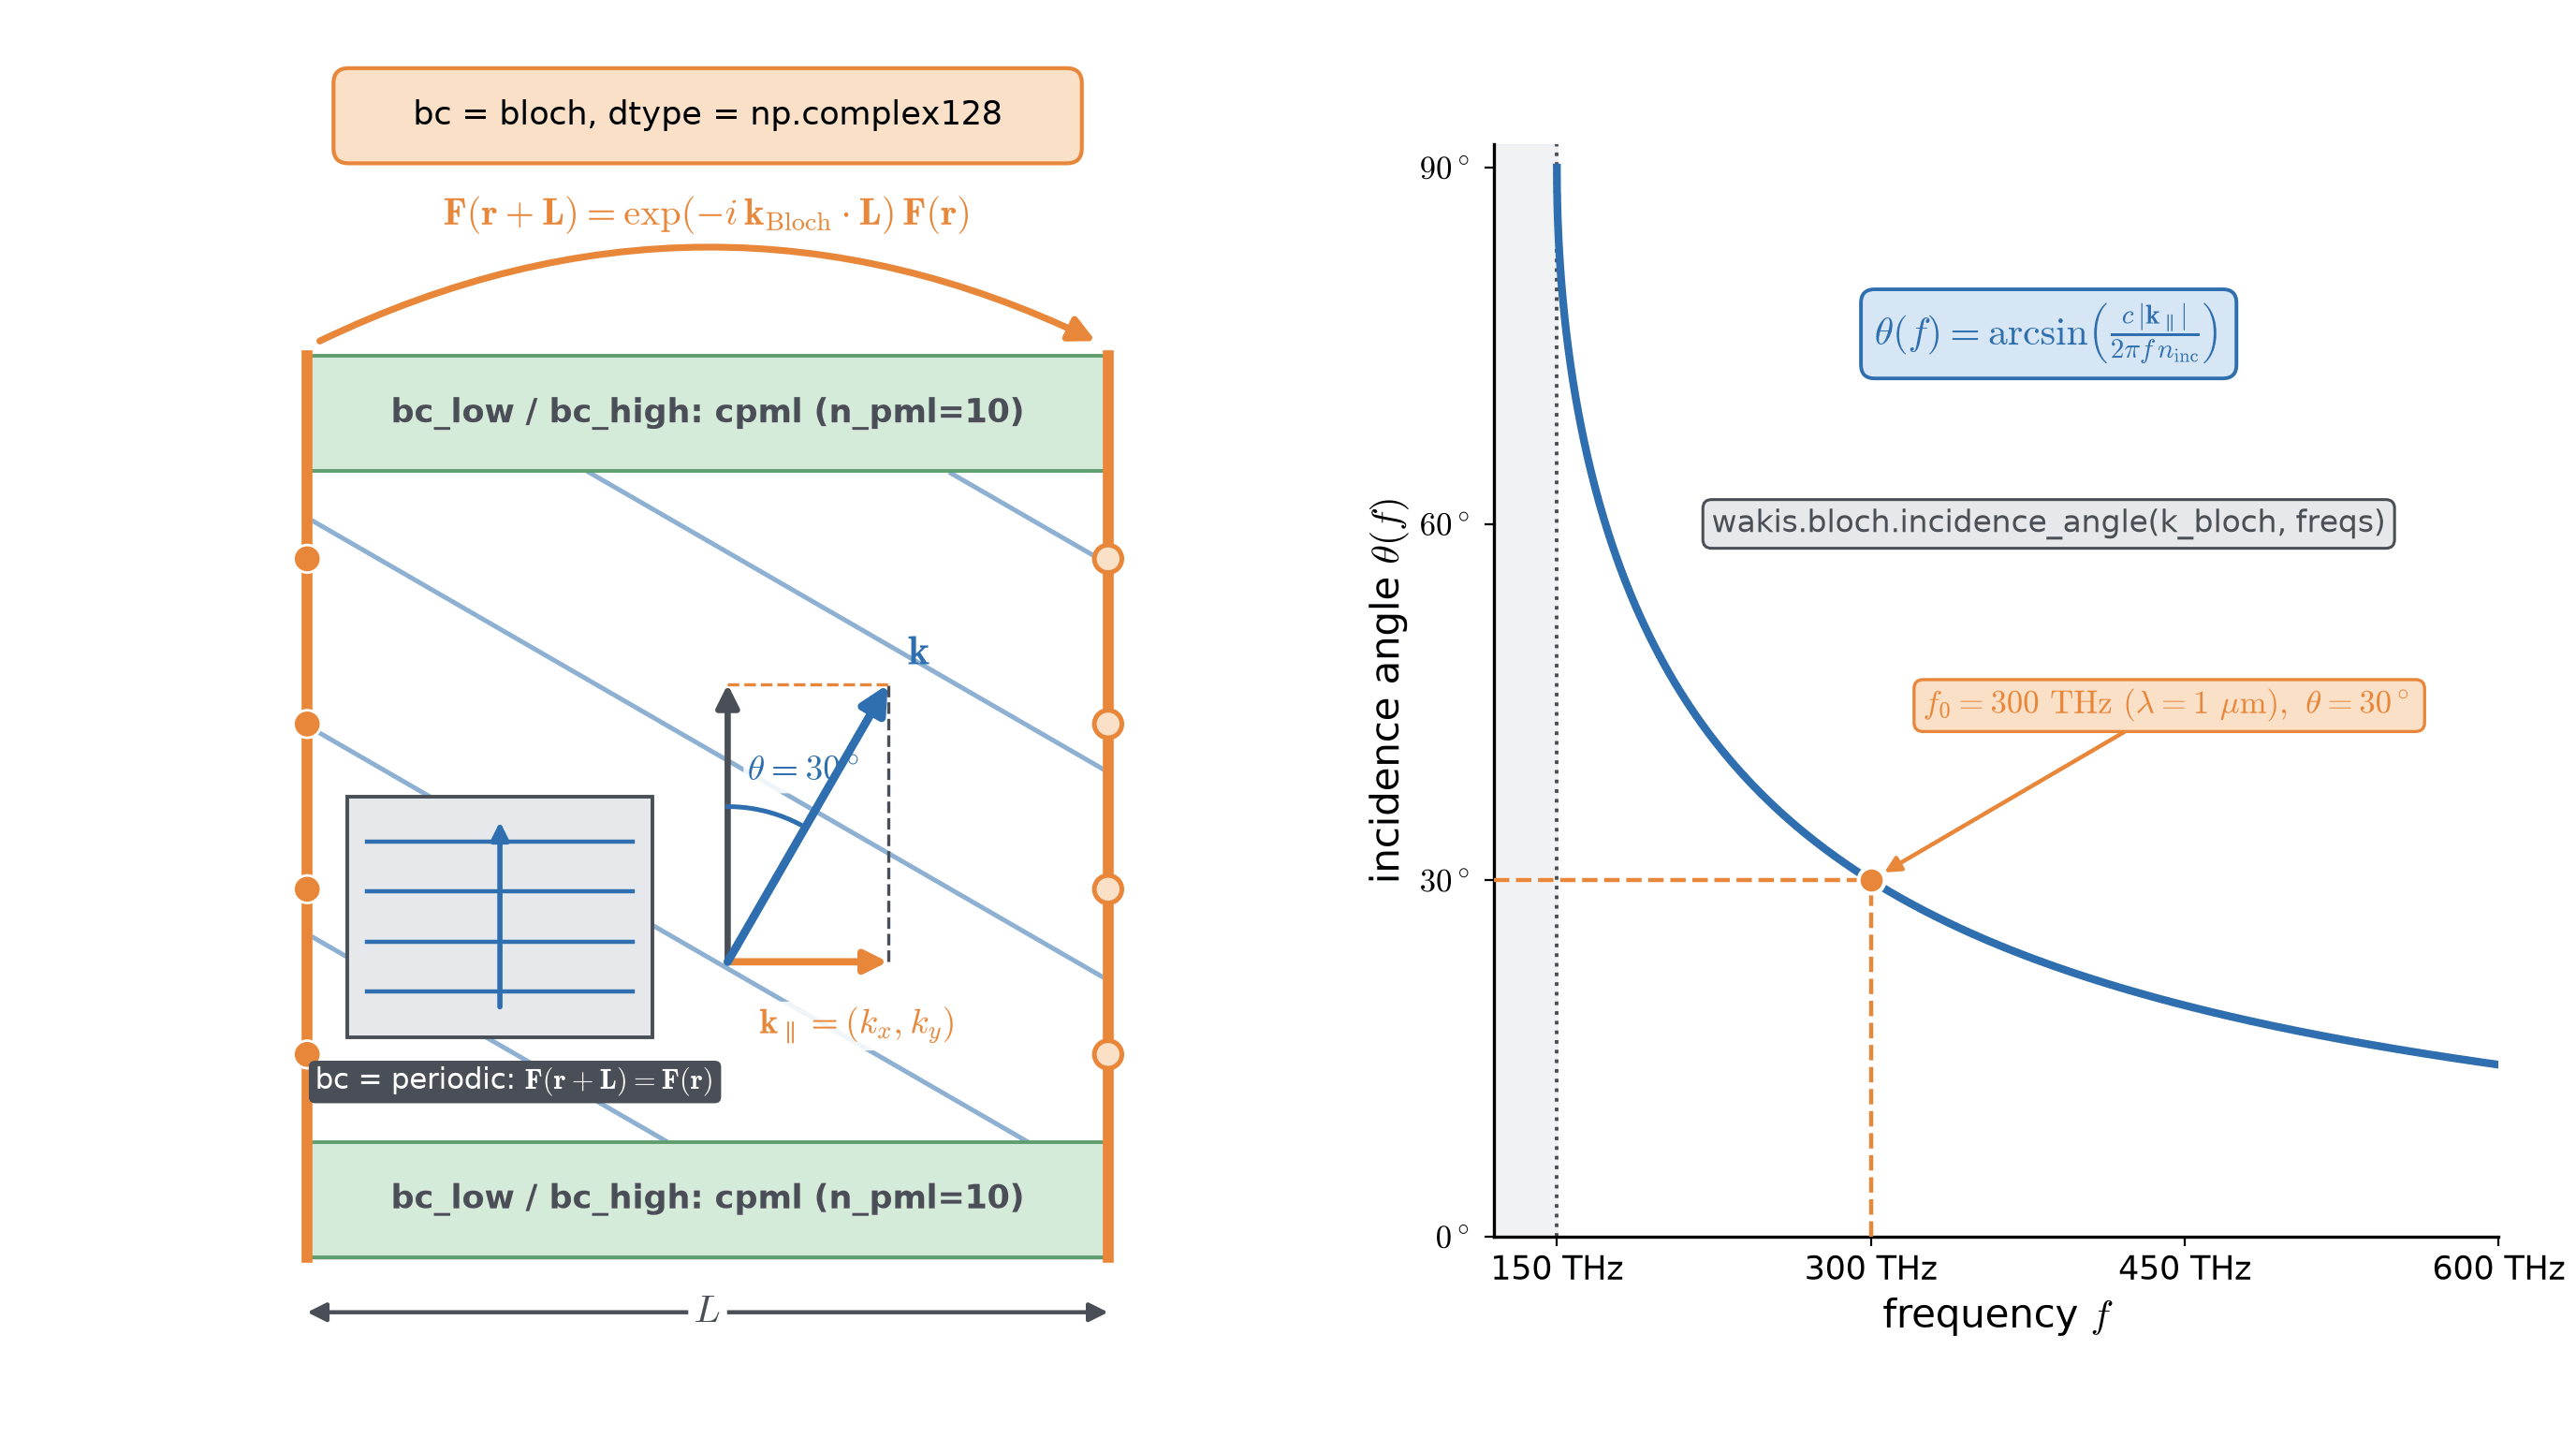 bc = bloch, dtype = np.complex128
F(r + L) = exp(−i k_Bloch · L) F(r)
bc_low / bc_high: cpml (n_pml=10)
k
θ = 30°
k_∥ = (k_x, k_y)
bc = periodic: F(r + L) = F(r)
bc_low / bc_high: cpml (n_pml=10)
L
incidence angle θ(f)
90°
60°
30°
0°
θ(f) = arcsin(c |k_∥| / 2πf n_inc)
wakis.bloch.incidence_angle(k_bloch, freqs)
f_0 = 300 THz (λ = 1 μm), θ = 30°
150 THz
300 THz
450 THz
600 THz
frequency f